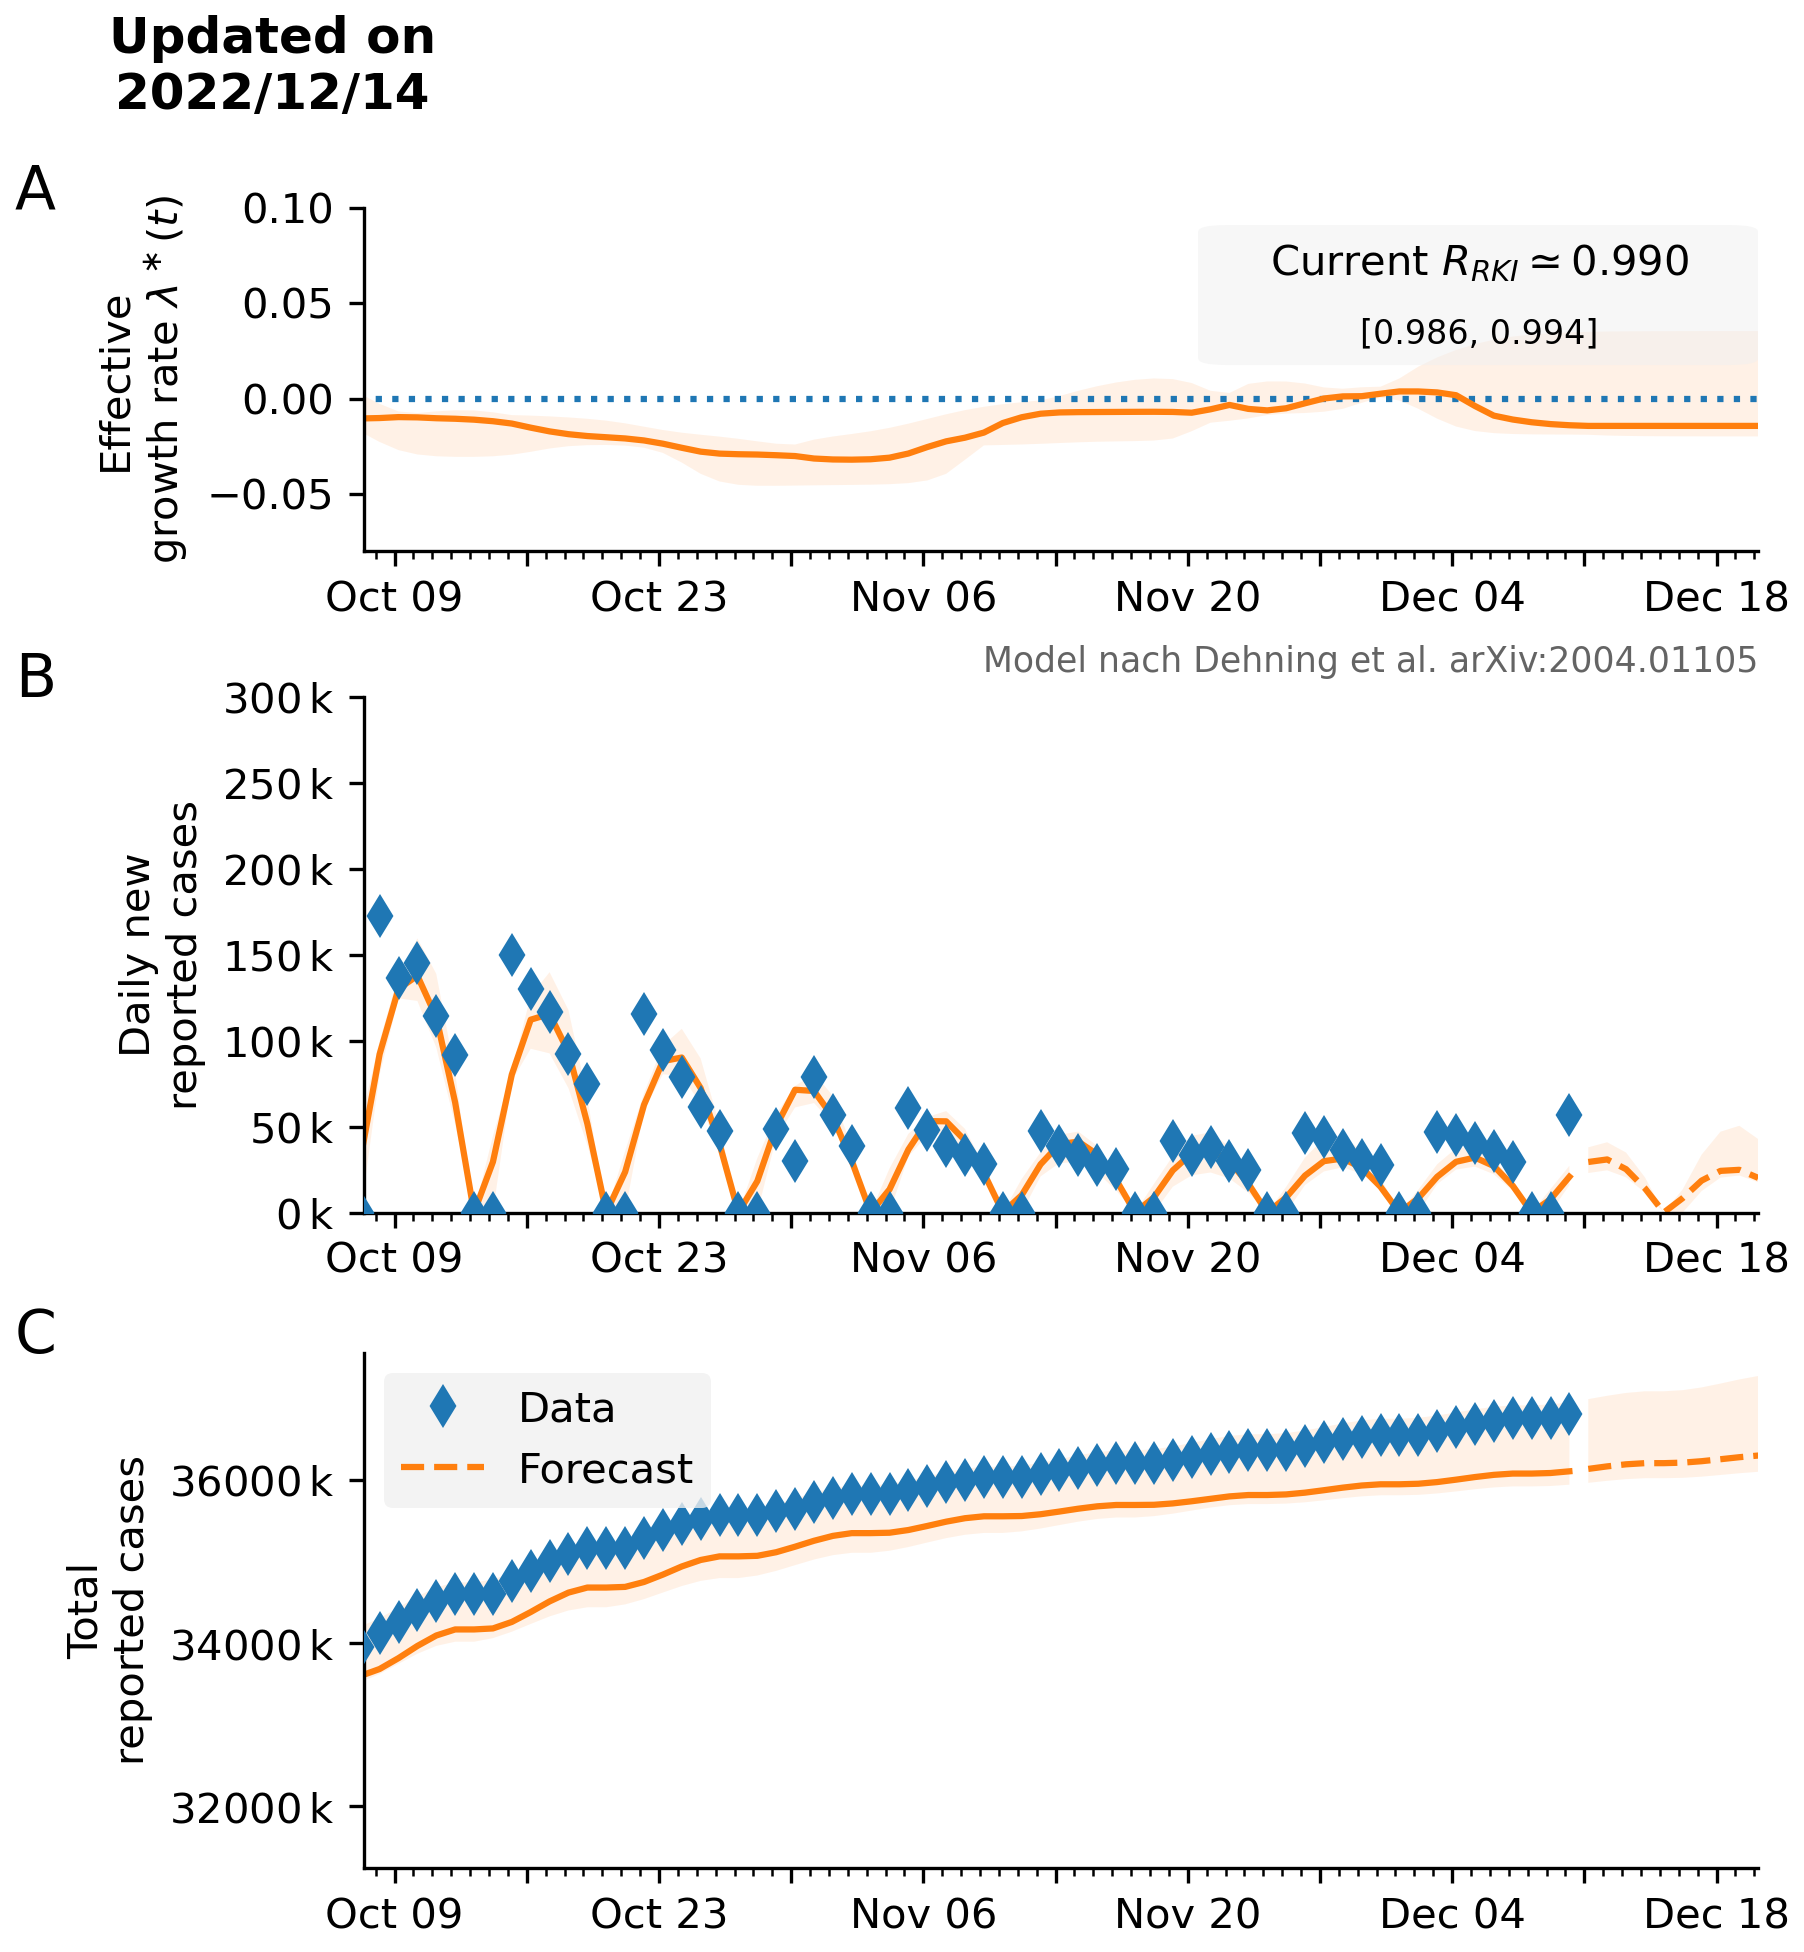 Updated on
2022/12/14
A
Effective
growth rate λ * (t)
0.10
0.05
0.00
−0.05
Current R_RKI ≃ 0.990
[0.986, 0.994]
Oct 09
Oct 23
Nov 06
Nov 20
Dec 04
Dec 18
Model nach Dehning et al. arXiv:2004.01105
B
Daily new
reported cases
300 k
250 k
200 k
150 k
100 k
50 k
0 k
Oct 09
Oct 23
Nov 06
Nov 20
Dec 04
Dec 18
C
Total
reported cases
36000 k
34000 k
32000 k
Data
Forecast
Oct 09
Oct 23
Nov 06
Nov 20
Dec 04
Dec 18